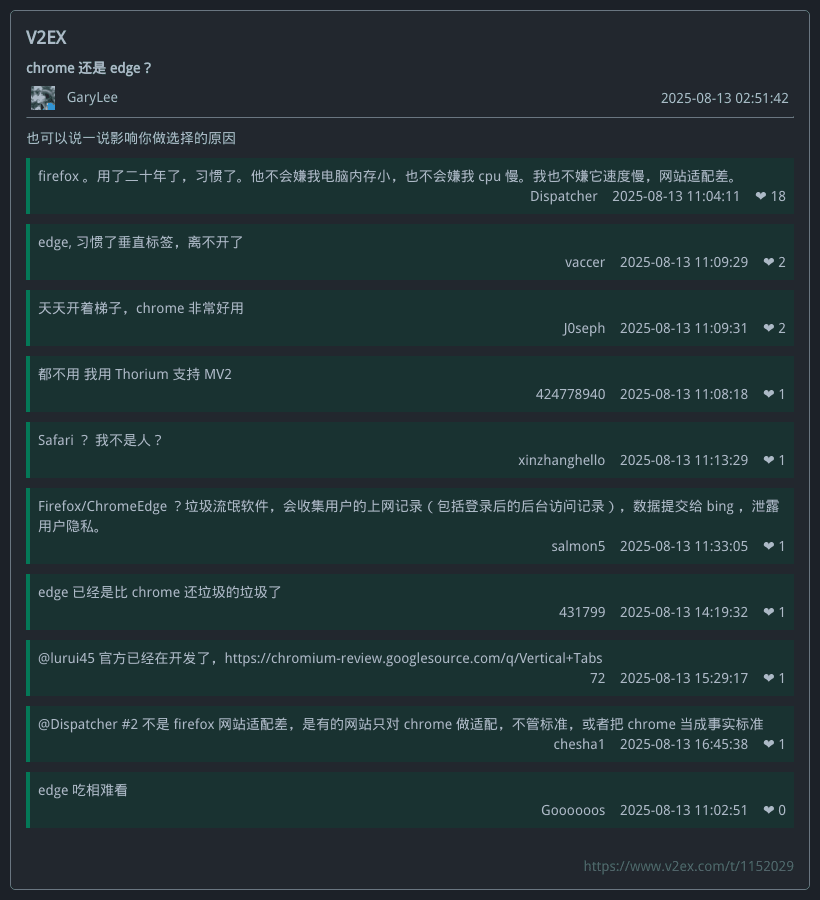 V2EX
chrome 还是 edge？
GaryLee 2025-08-13 02:51:42
也可以说一说影响你做选择的原因
firefox 。用了二十年了，习惯了。他不会嫌我电脑内存小，也不会嫌我 cpu 慢。我也不嫌它速度慢，网站适配差。
Dispatcher 2025-08-13 11:04:11 ❤ 18
edge, 习惯了垂直标签，离不开了
vaccer 2025-08-13 11:09:29 ❤ 2
天天开着梯子，chrome 非常好用
J0seph 2025-08-13 11:09:31 ❤ 2
都不用 我用 Thorium 支持 MV2
424778940 2025-08-13 11:08:18 ❤ 1
Safari ？ 我不是人？
xinzhanghello 2025-08-13 11:13:29 ❤ 1
Firefox/ChromeEdge ？垃圾流氓软件，会收集用户的上网记录（包括登录后的后台访问记录），数据提交给 bing ，泄露
用户隐私。
salmon5 2025-08-13 11:33:05 ❤ 1
edge 已经是比 chrome 还垃圾的垃圾了
431799 2025-08-13 14:19:32 ❤ 1
@lurui45 官方已经在开发了，https://chromium-review.googlesource.com/q/Vertical+Tabs
72 2025-08-13 15:29:17 ❤ 1
@Dispatcher #2 不是 firefox 网站适配差，是有的网站只对 chrome 做适配，不管标准，或者把 chrome 当成事实标准
chesha1 2025-08-13 16:45:38 ❤ 1
edge 吃相难看
Goooooos 2025-08-13 11:02:51 ❤ 0
https://www.v2ex.com/t/1152029